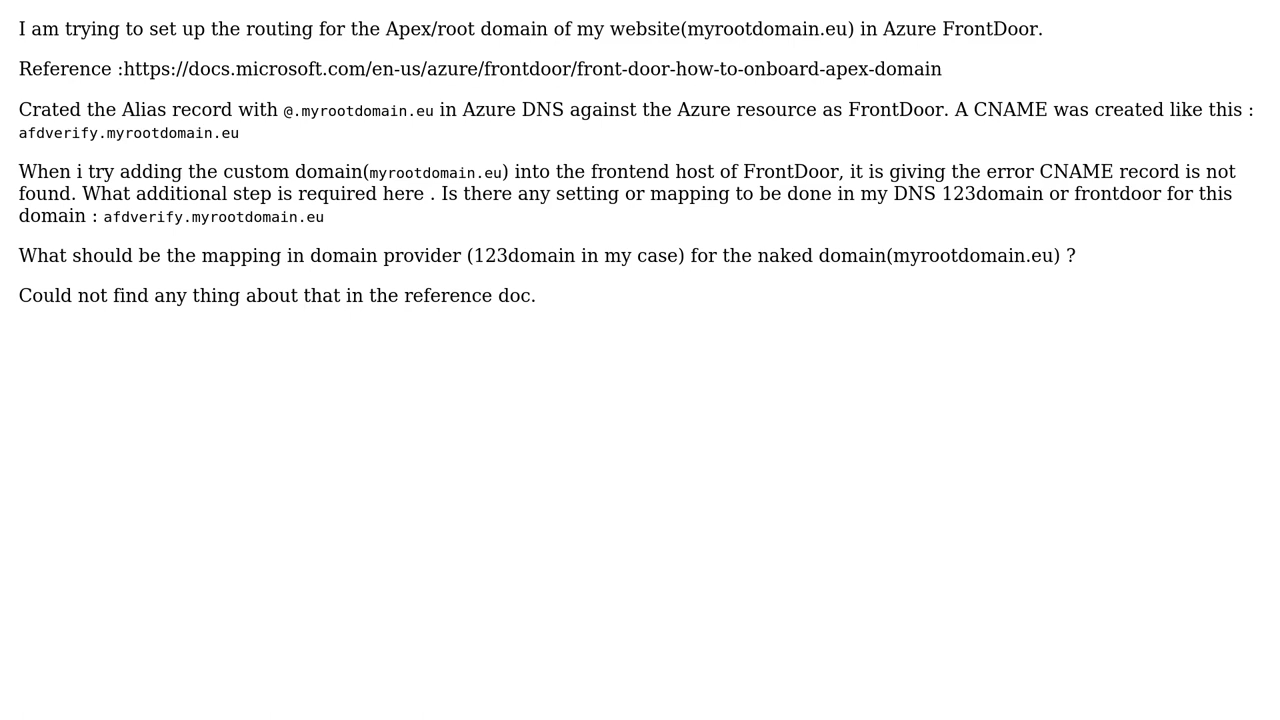 I am trying to set up the routing for the Apex/root domain of my website(myrootdomain.eu) in Azure FrontDoor.
Reference :https://docs.microsoft.com/en-us/azure/frontdoor/front-door-how-to-onboard-apex-domain
Crated the Alias record with @.myrootdomain.eu in Azure DNS against the Azure resource as FrontDoor. A CNAME was created like this :
afdverify.myrootdomain.eu
When i try adding the custom domain(myrootdomain.eu) into the frontend host of FrontDoor, it is giving the error CNAME record is not
found. What additional step is required here . Is there any setting or mapping to be done in my DNS 123domain or frontdoor for this
domain : afdverify.myrootdomain.eu
What should be the mapping in domain provider (123domain in my case) for the naked domain(myrootdomain.eu) ?
Could not find any thing about that in the reference doc.